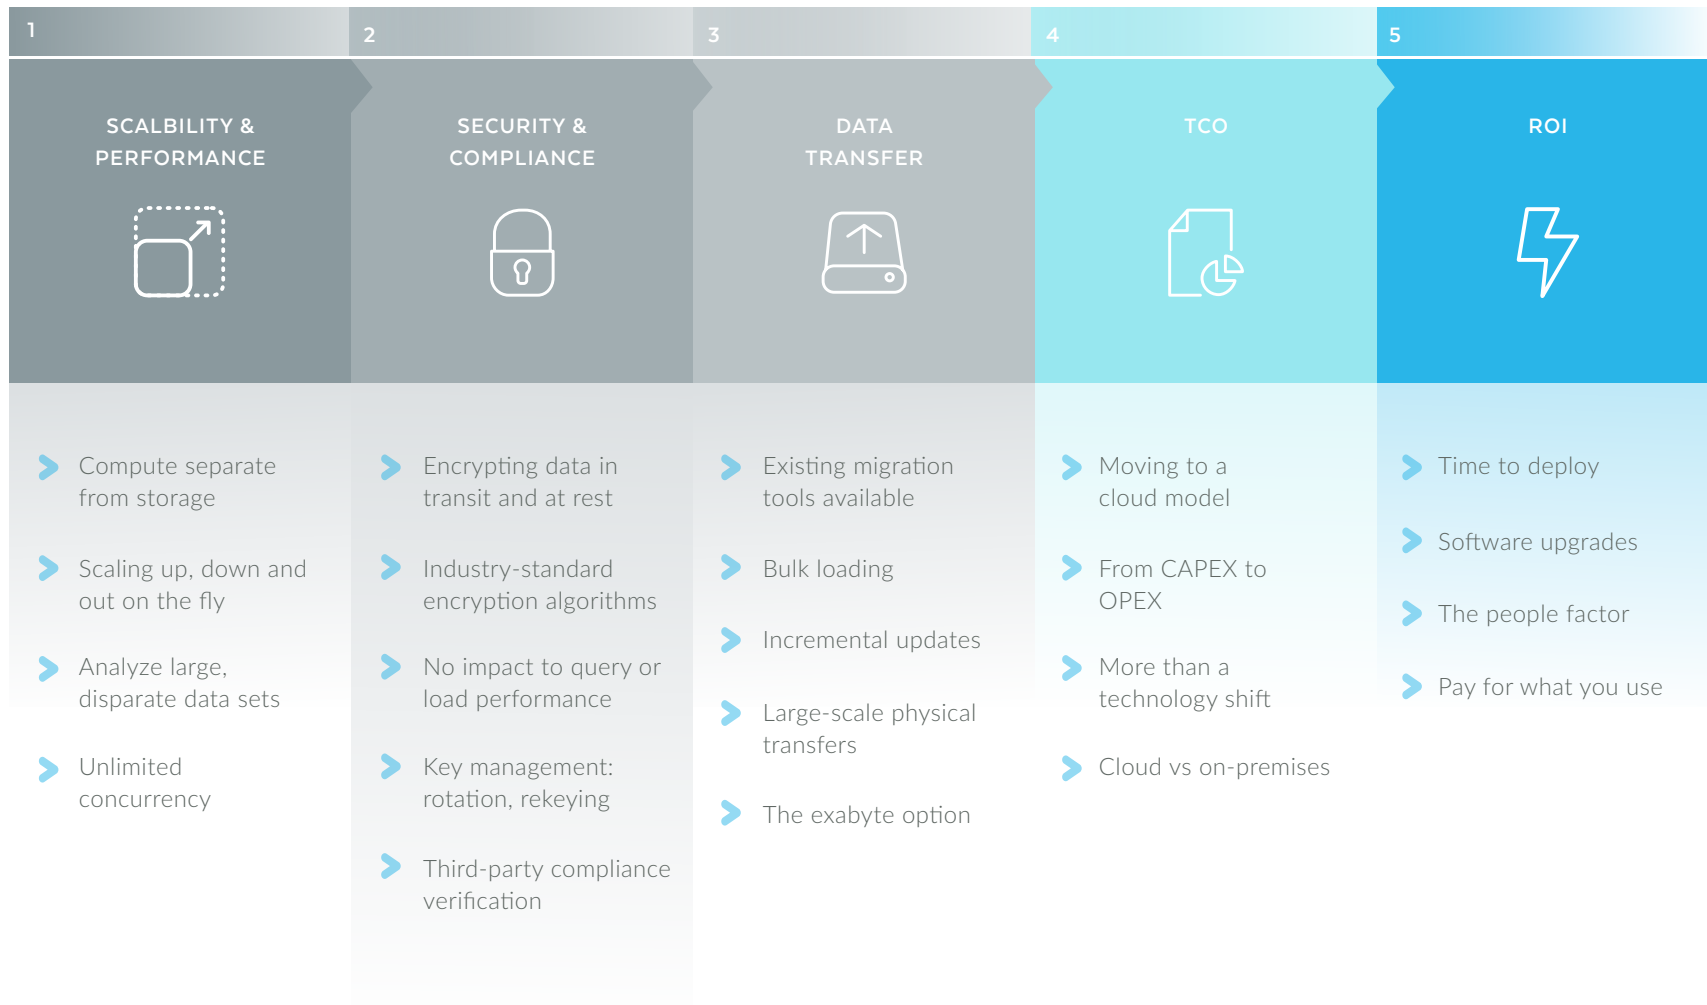 1
SCALBILITY &
PERFORMANCE
Compute separate
from storage
Scaling up, down and
out on the fly
Analyze large,
disparate data sets
Unlimited
concurrency
2
SECURITY &
COMPLIANCE
Encrypting data in
transit and at rest
Industry-standard
encryption algorithms
No impact to query or
load performance
Key management:
rotation, rekeying
Third-party compliance
verification
3
DATA
TRANSFER
Existing migration
tools available
Bulk loading
Incremental updates
Large-scale physical
transfers
The exabyte option
4
TCO
Moving to a
cloud model
From CAPEX to
OPEX
More than a
technology shift
Cloud vs on-premises
5
ROI
Time to deploy
Software upgrades
The people factor
Pay for what you use